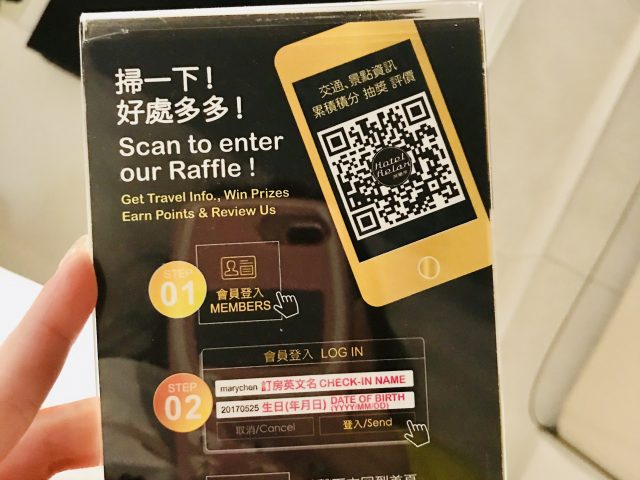 掃一下！
好處多多！
Scan to enter
our Raffle !
Get Travel Info., Win Prizes
Earn Points & Review Us
交通、景點資訊
累積積分 抽獎 評價
Hotel
Relax
STEP
01
會員登入
MEMBERS
STEP
02
會員登入 LOG IN
marychen 訂房英文名 CHECK-IN NAME
20170525 生日(年月日) DATE OF BIRTH
(YYYY/MM/DD)
取消/Cancel
登入/Send